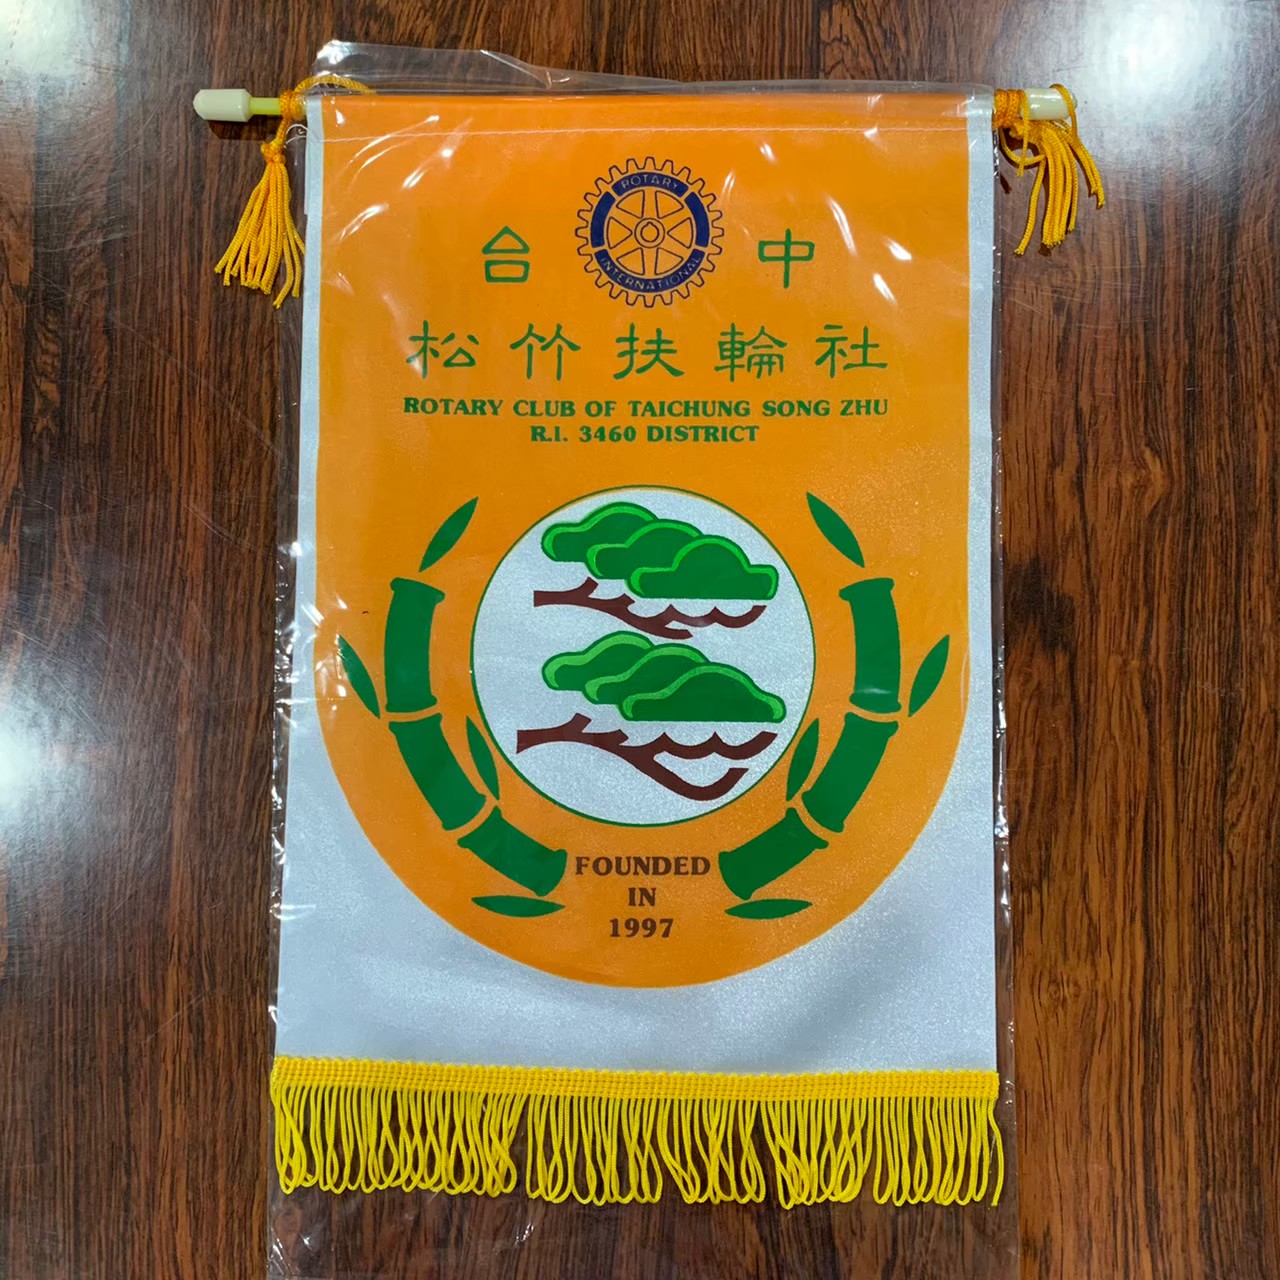 ROTARY
INTERNATIONAL
台 中
松竹扶輪社
ROTARY CLUB OF TAICHUNG SONG ZHU
R.I. 3460 DISTRICT
FOUNDED
IN
1997